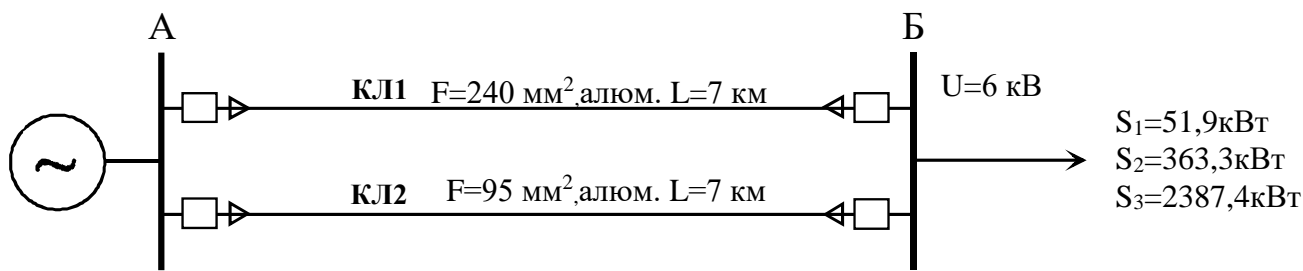 А
Б
КЛ1 F=240 мм²,алюм. L=7 км
U=6 кВ
S₁=51,9кВт
S₂=363,3кВт
S₃=2387,4кВт
~
КЛ2 F=95 мм²,алюм. L=7 км